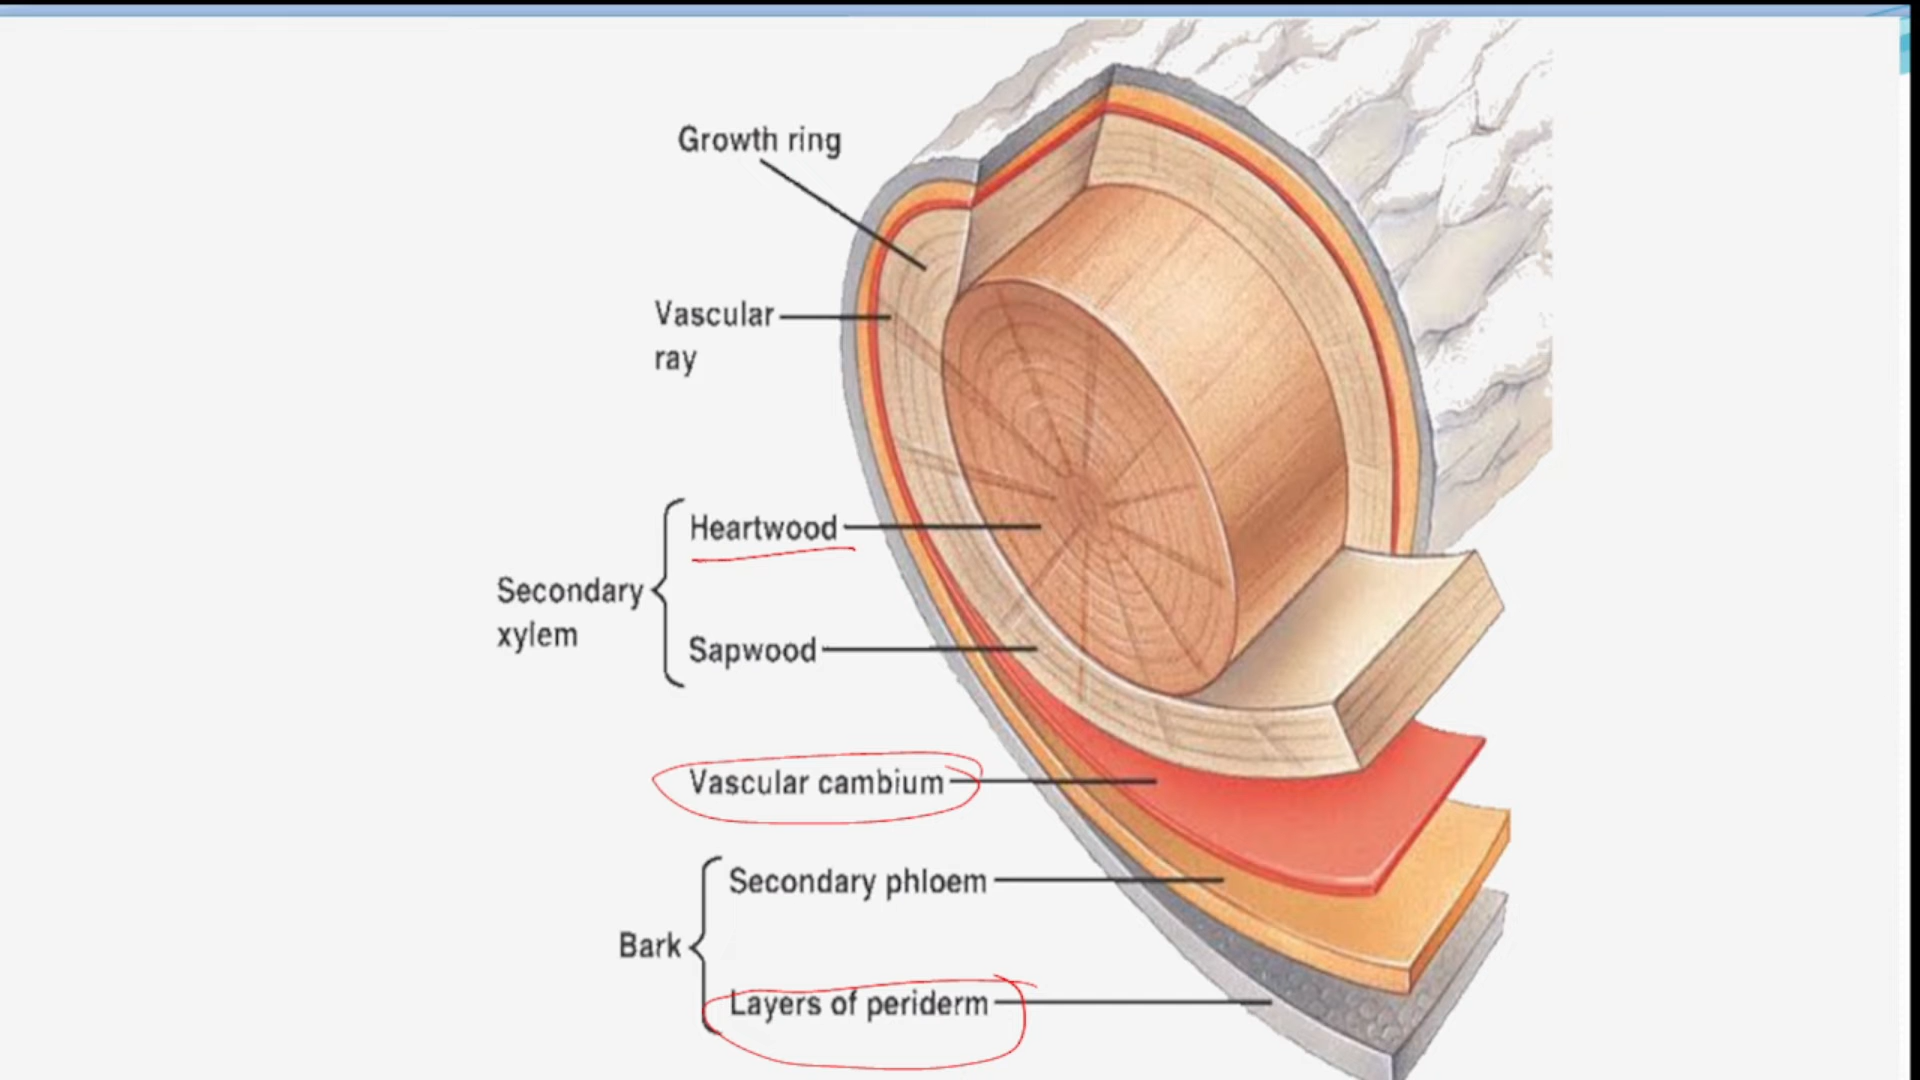 Growth ring
Vascular
ray
Heartwood
Secondary
xylem
Sapwood
Vascular cambium
Secondary phloem
Bark
Layers of periderm